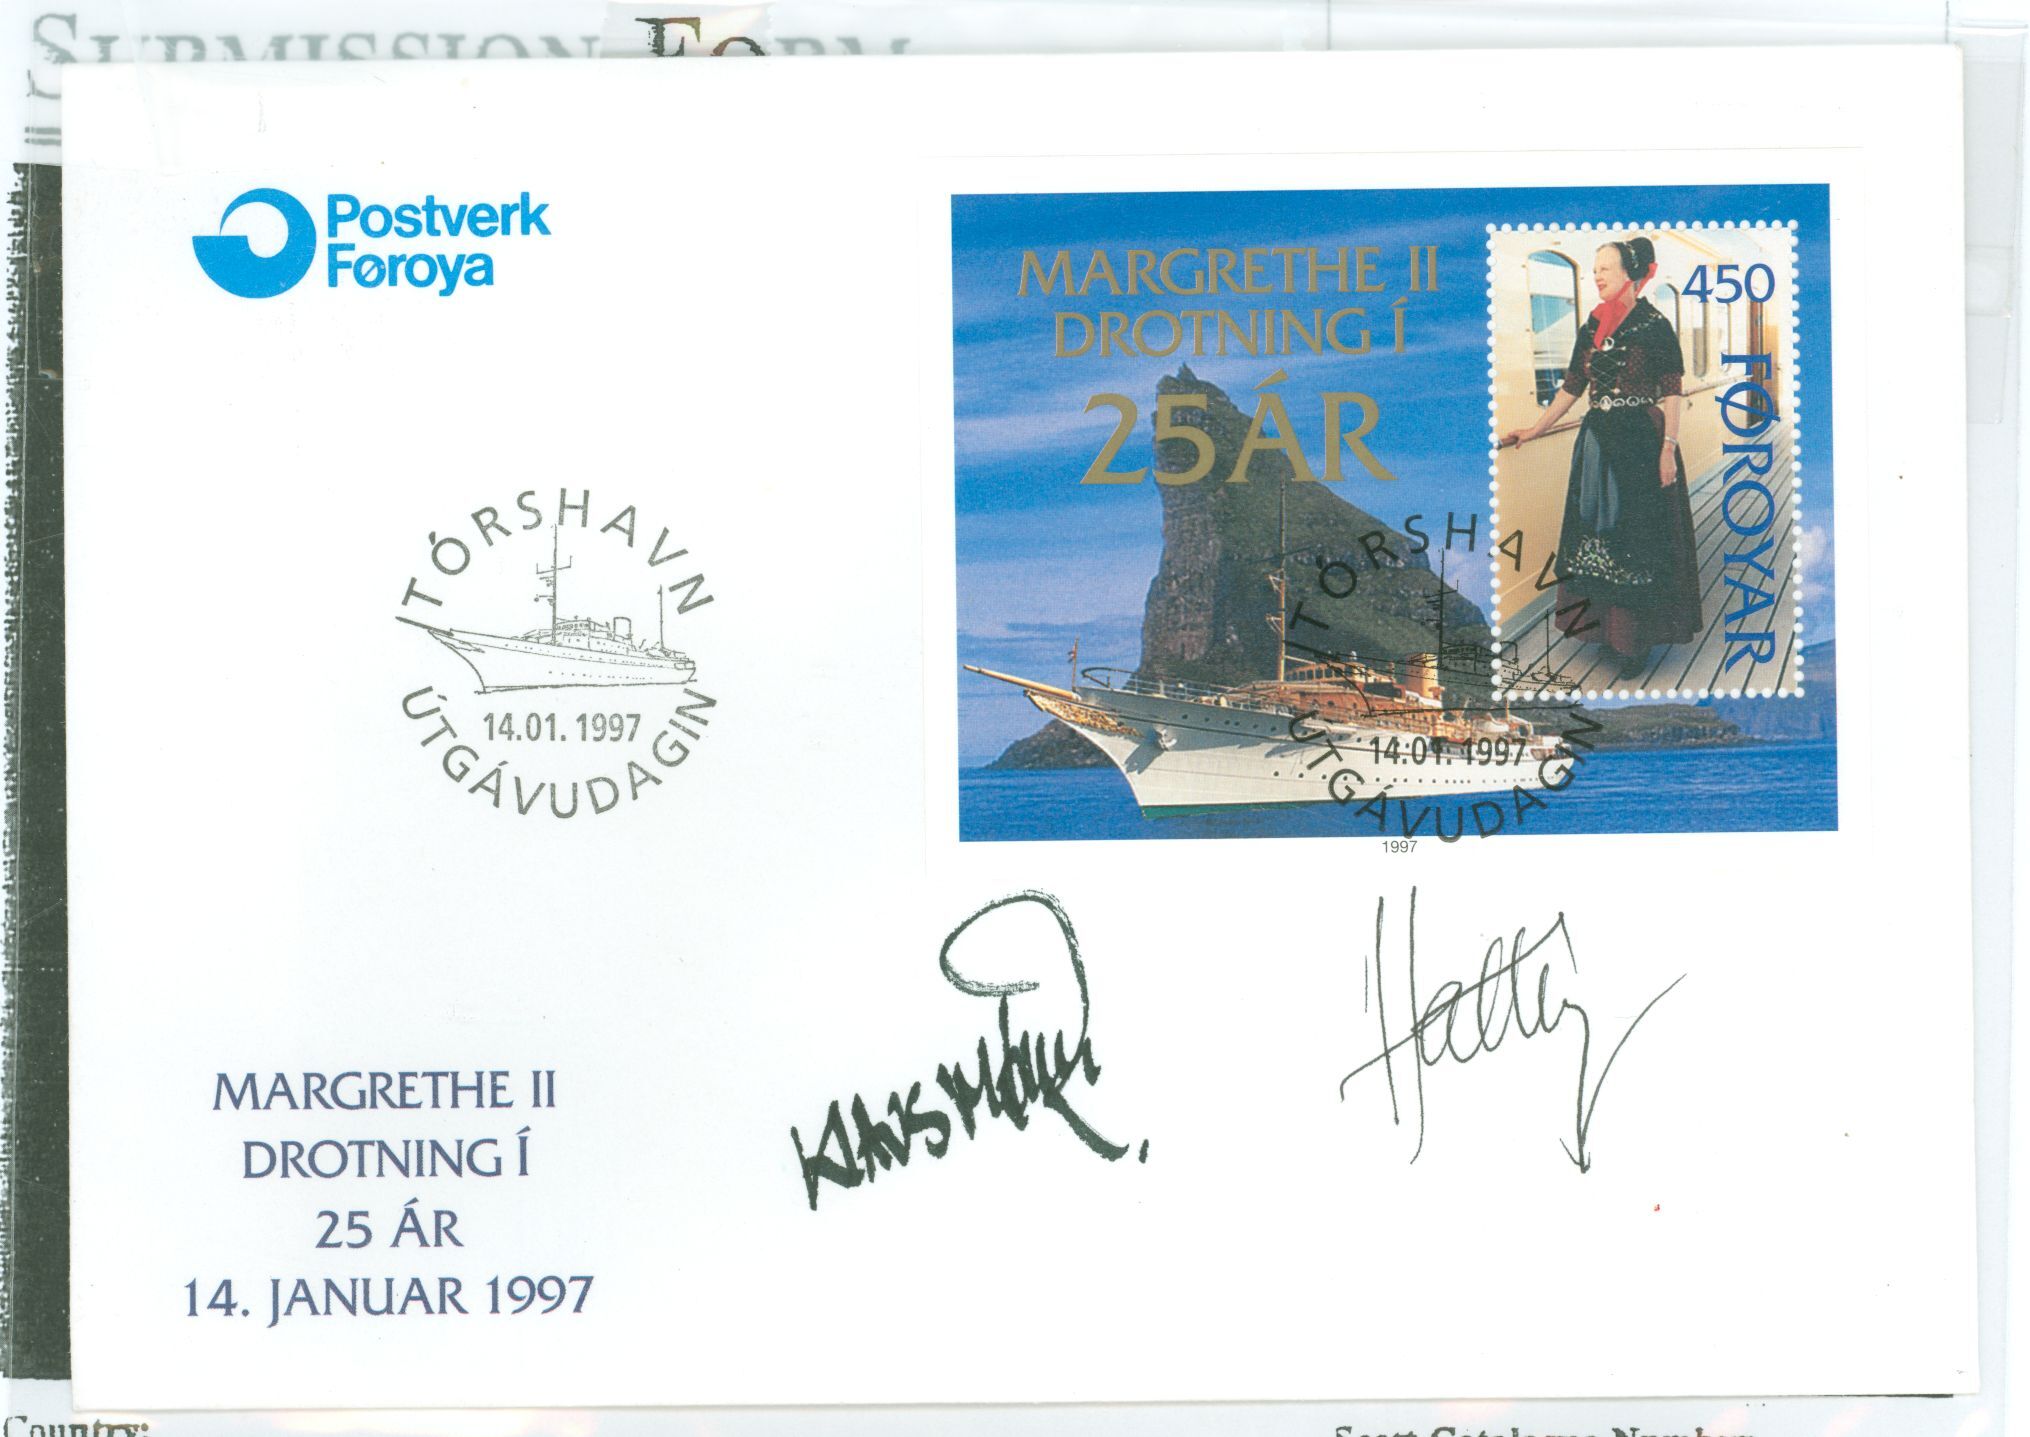 SUBMISSION FORM
Postverk
Føroya
MARGRETHE II
DROTNING Í
25 ÁR
450
FØROYAR
TÓRSHAVN
14.01.1997
ÚTGÁVUDAGIN
TÓRSHAVN
14.01.1997
ÚTGÁVUDAGIN
1997
MARGRETHE II
DROTNING Í
25 ÁR
14. JANUAR 1997
Country:
Scott Catalogue Number: